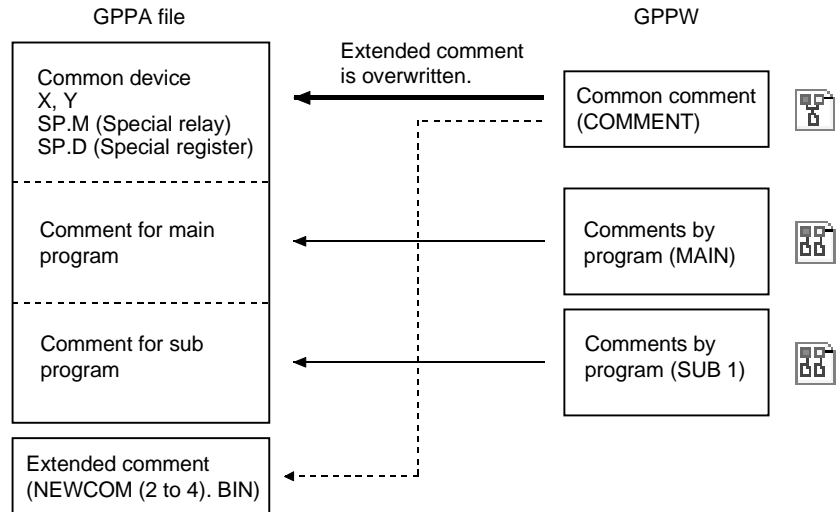 GPPA file
GPPW
Extended comment
is overwritten.
Common device
X, Y
SP.M (Special relay)
SP.D (Special register)
Common comment
(COMMENT)
Comment for main
program
Comments by
program (MAIN)
Comment for sub
program
Comments by
program (SUB 1)
Extended comment
(NEWCOM (2 to 4). BIN)